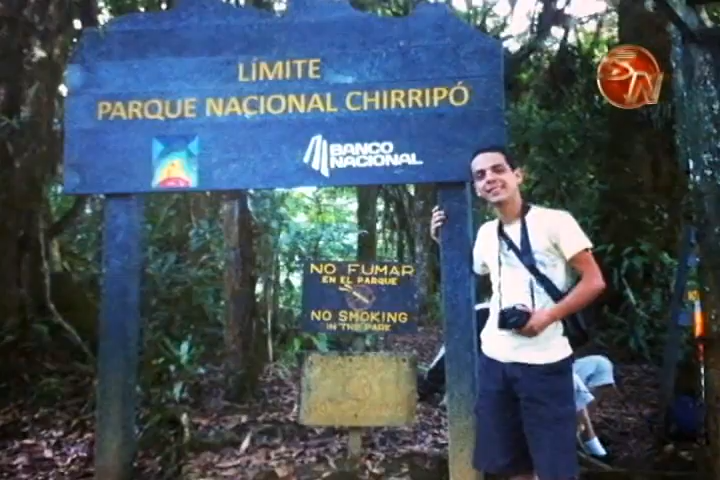 LÍMITE
PARQUE NACIONAL CHIRRIPÓ
BANCO
NACIONAL
NO FUMAR
EN EL PARQUE
NO SMOKING
IN THE PARK